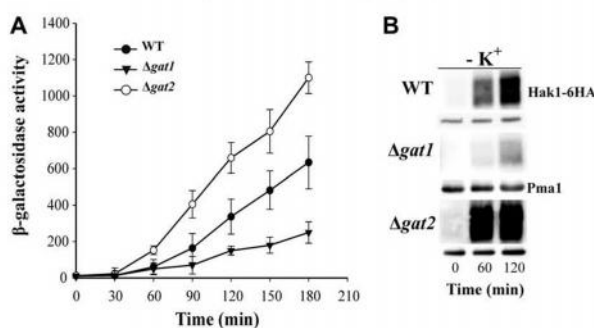 A
β-galactosidase activity
1400
1200
1000
800
600
400
200
0
WT
Δgat1
Δgat2
0 30 60 90 120 150 180 210
Time (min)
B
- K+
WT
Hak1-6HA
Δgat1
Pma1
Δgat2
0 60 120
Time (min)